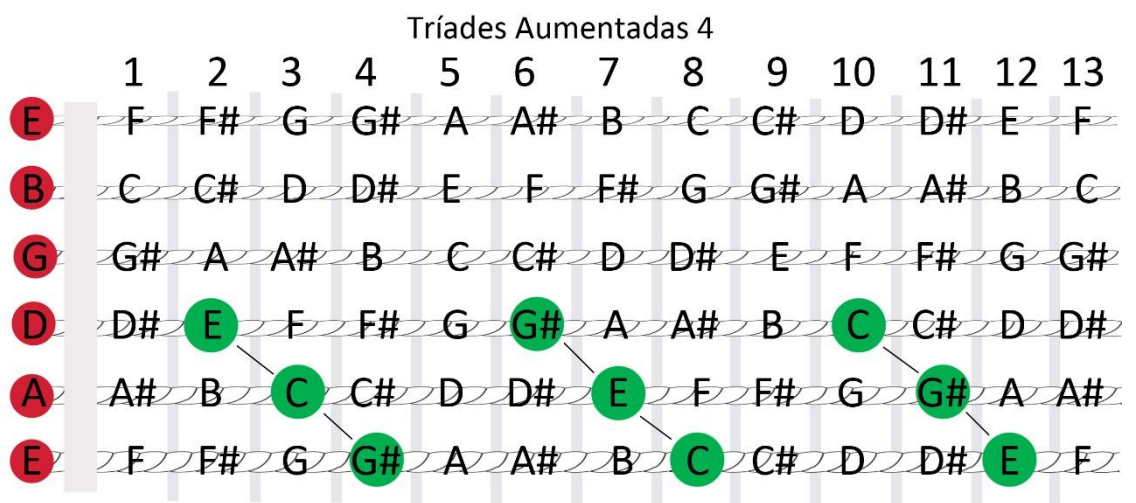 Tríades Aumentadas 4
1 2 3 4 5 6 7 8 9 10 11 12 13
E F F# G G# A A# B C C# D D# E F
B C C# D D# E F F# G G# A A# B C
G G# A A# B C C# D D# E F F# G G#
D D# E F F# G G# A A# B C C# D D#
A A# B C C# D D# E F F# G G# A A#
E F F# G G# A A# B C C# D D# E F